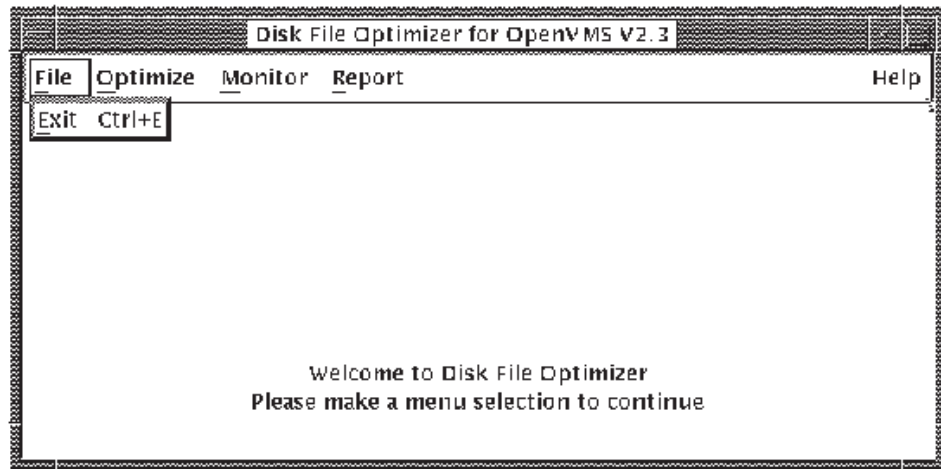 Disk File Optimizer for OpenVMS V2.3
File Optimize Monitor Report Help
Exit Ctrl+E
Welcome to Disk File Optimizer
Please make a menu selection to continue